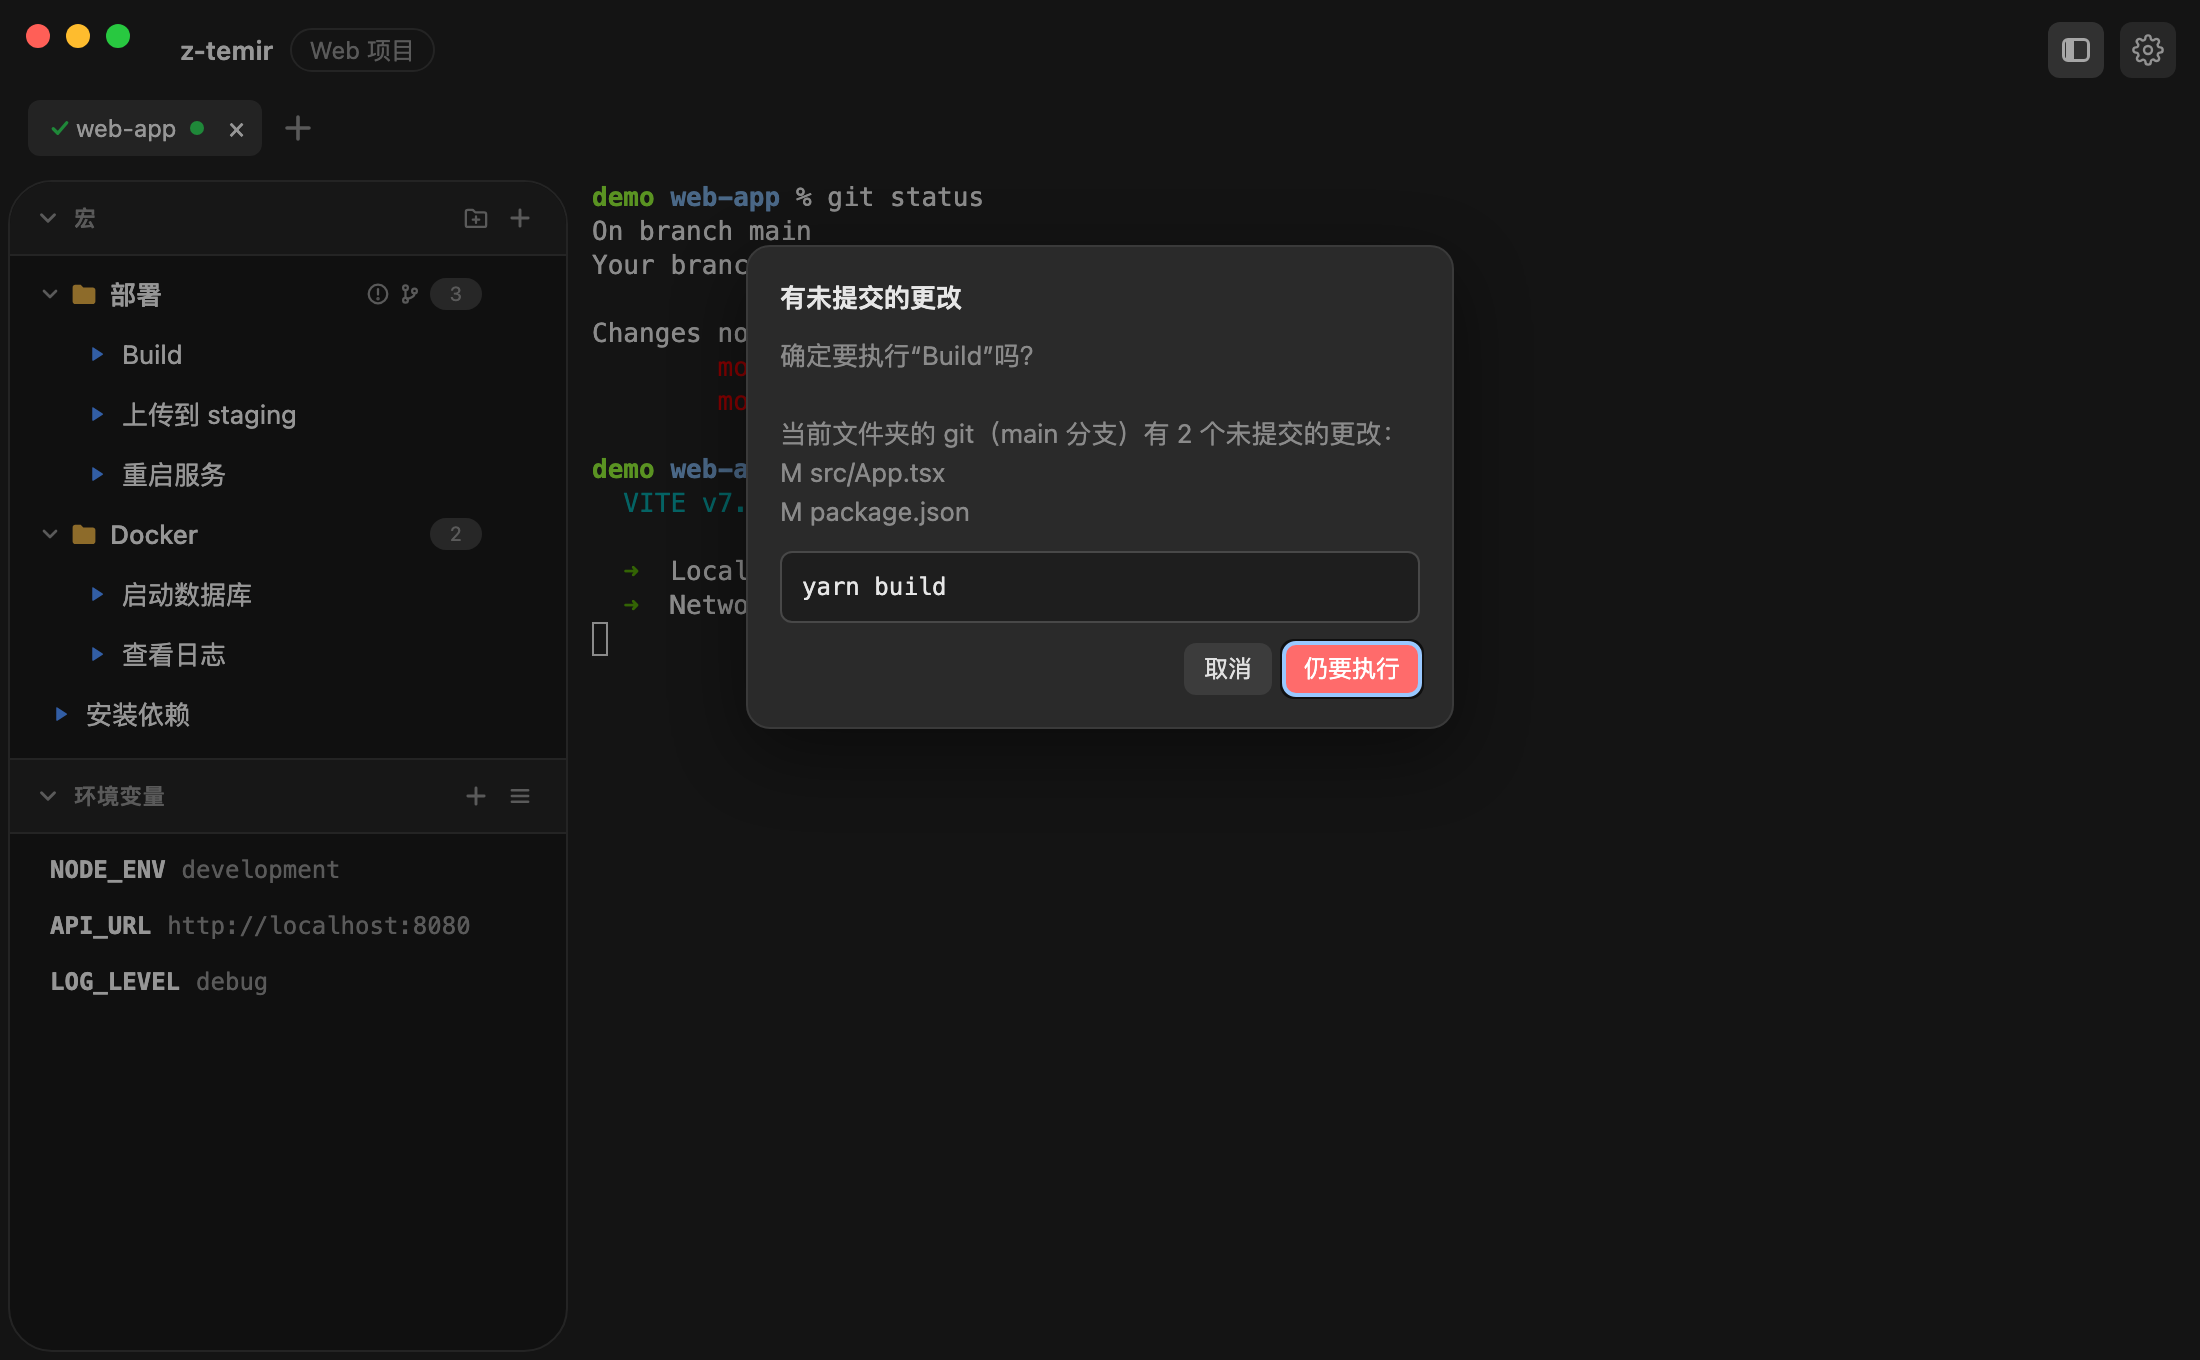 z-temir
Web 项目
web-app
宏
部署
3
Build
上传到 staging
重启服务
Docker
2
启动数据库
查看日志
安装依赖
环境变量
NODE_ENV development
API_URL http://localhost:8080
LOG_LEVEL debug
demo web-app % git status
On branch main
Your branc
Changes no
mo
mo
demo web-a
VITE v7.
➜ Local
➜ Netwo
有未提交的更改
确定要执行“Build”吗?
当前文件夹的 git（main 分支）有 2 个未提交的更改：
M src/App.tsx
M package.json
yarn build
取消
仍要执行